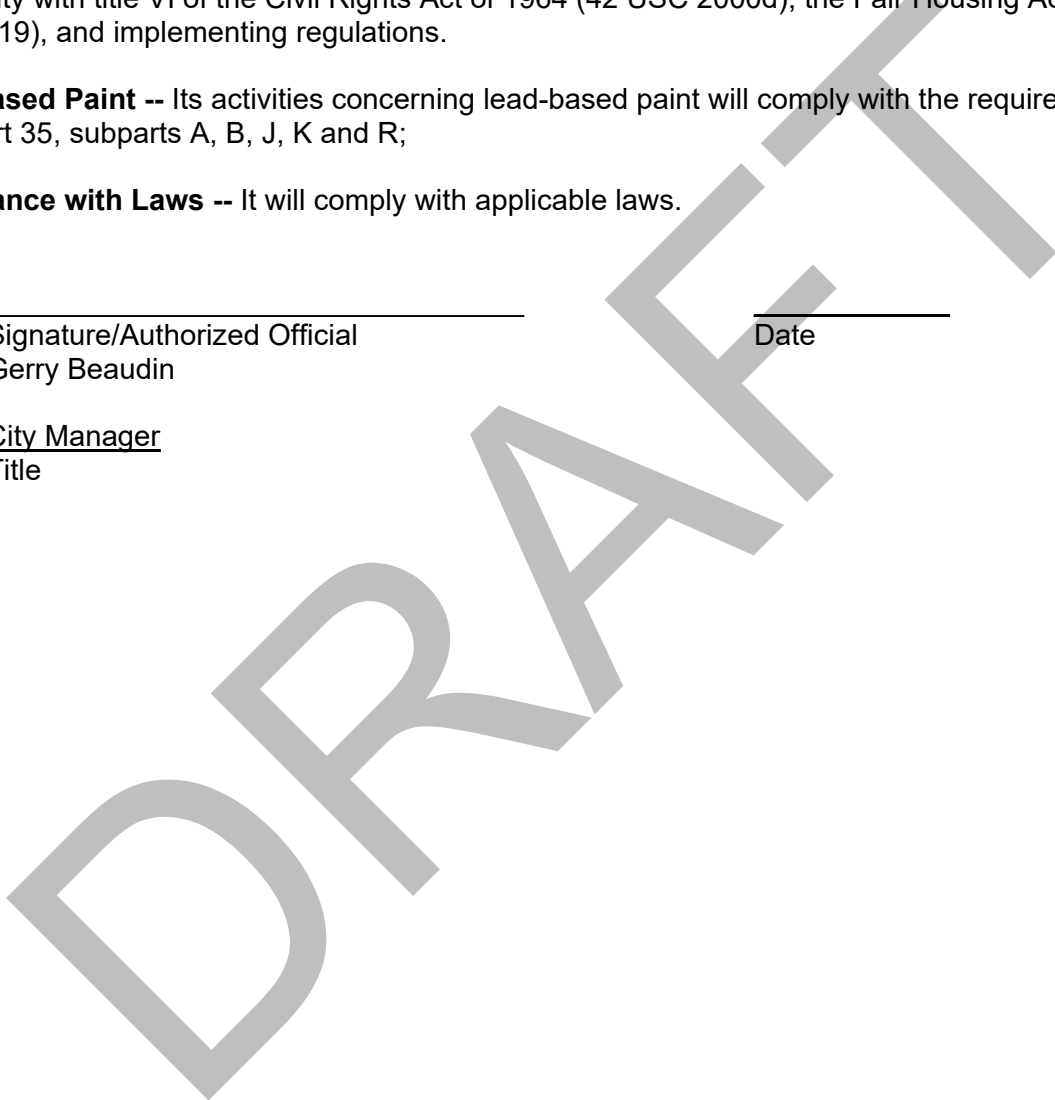 ity with title VI of the Civil Rights Act of 1964 (42 USC 2000d), the Fair Housing Ac
19), and implementing regulations.
ased Paint -- Its activities concerning lead-based paint will comply with the require
rt 35, subparts A, B, J, K and R;
ance with Laws -- It will comply with applicable laws.
Signature/Authorized Official
Date
Gerry Beaudin
City Manager
Title
DRAFT